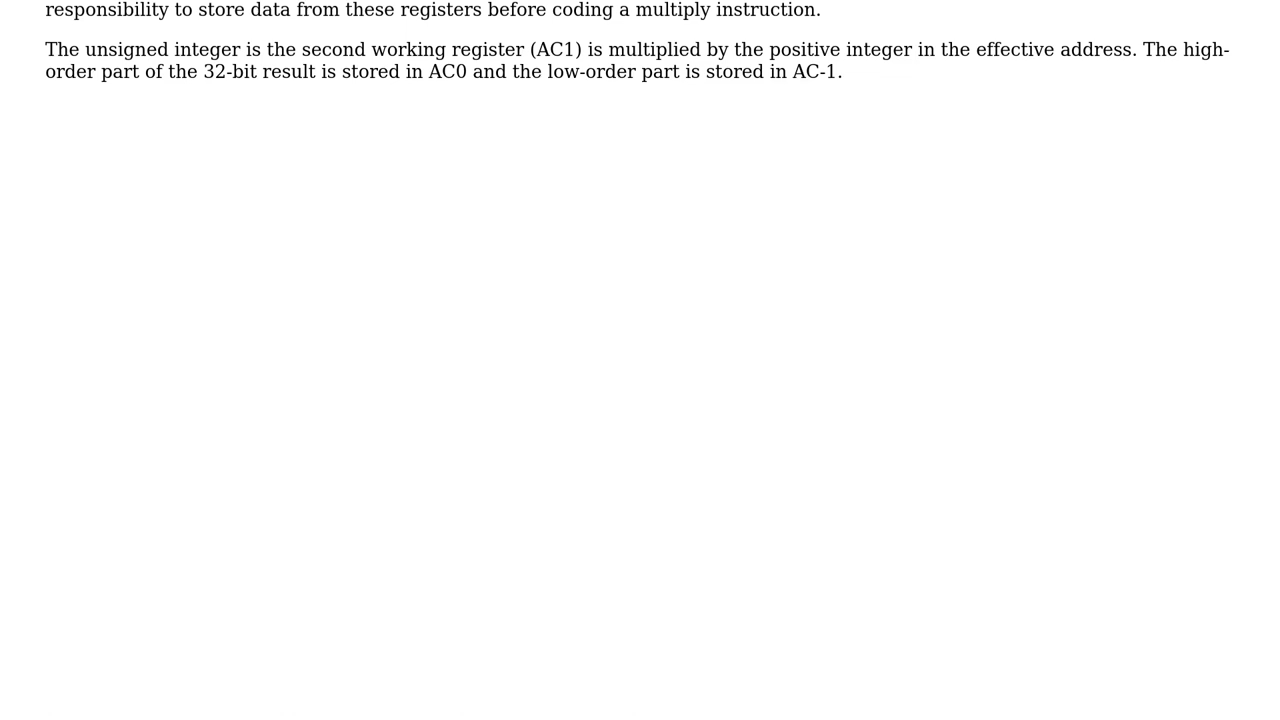 responsibility to store data from these registers before coding a multiply instruction.
The unsigned integer is the second working register (AC1) is multiplied by the positive integer in the effective address. The high-
order part of the 32-bit result is stored in AC0 and the low-order part is stored in AC-1.